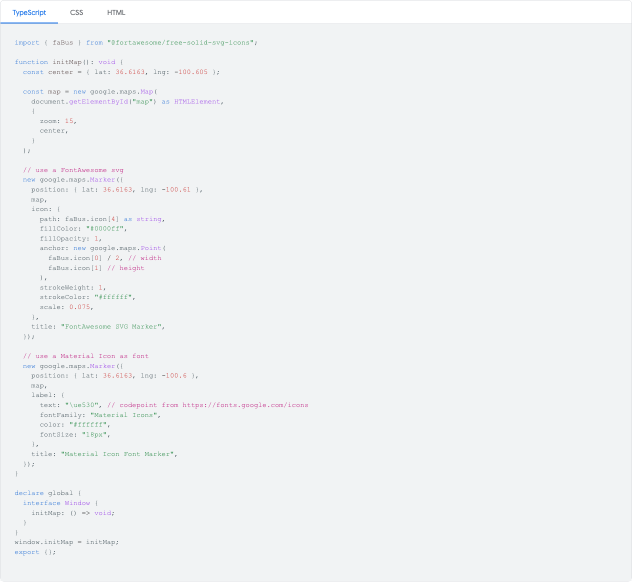 TypeScript CSS HTML
import { faBus } from "@fortawesome/free-solid-svg-icons";
function initMap(): void {
const center = { lat: 36.6163, lng: -100.605 };
const map = new google.maps.Map(
document.getElementById("map") as HTMLElement,
{
zoom: 15,
center,
}
);
// use a FontAwesome svg
new google.maps.Marker({
position: { lat: 36.6163, lng: -100.61 },
map,
icon: {
path: faBus.icon[4] as string,
fillColor: "#0000ff",
fillOpacity: 1,
anchor: new google.maps.Point(
faBus.icon[0] / 2, // width
faBus.icon[1] // height
),
strokeWeight: 1,
strokeColor: "#ffffff",
scale: 0.075,
},
title: "FontAwesome SVG Marker",
});
// use a Material Icon as font
new google.maps.Marker({
position: { lat: 36.6163, lng: -100.6 },
map,
label: {
text: "\ue530", // codepoint from https://fonts.google.com/icons
fontFamily: "Material Icons",
color: "#ffffff",
fontSize: "18px",
},
title: "Material Icon Font Marker",
});
}
declare global {
interface Window {
initMap: () => void;
}
}
window.initMap = initMap;
export {};